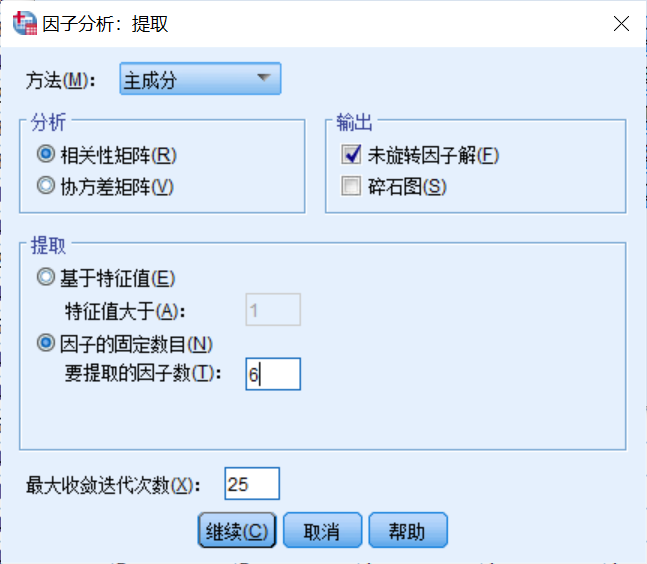 因子分析：提取
方法(M)： 主成分
分析
相关性矩阵(R)
协方差矩阵(V)
输出
未旋转因子解(F)
碎石图(S)
提取
基于特征值(E)
特征值大于(A)： 1
因子的固定数目(N)
要提取的因子数(T)： 6
最大收敛迭代次数(X)： 25
继续(C) 取消 帮助